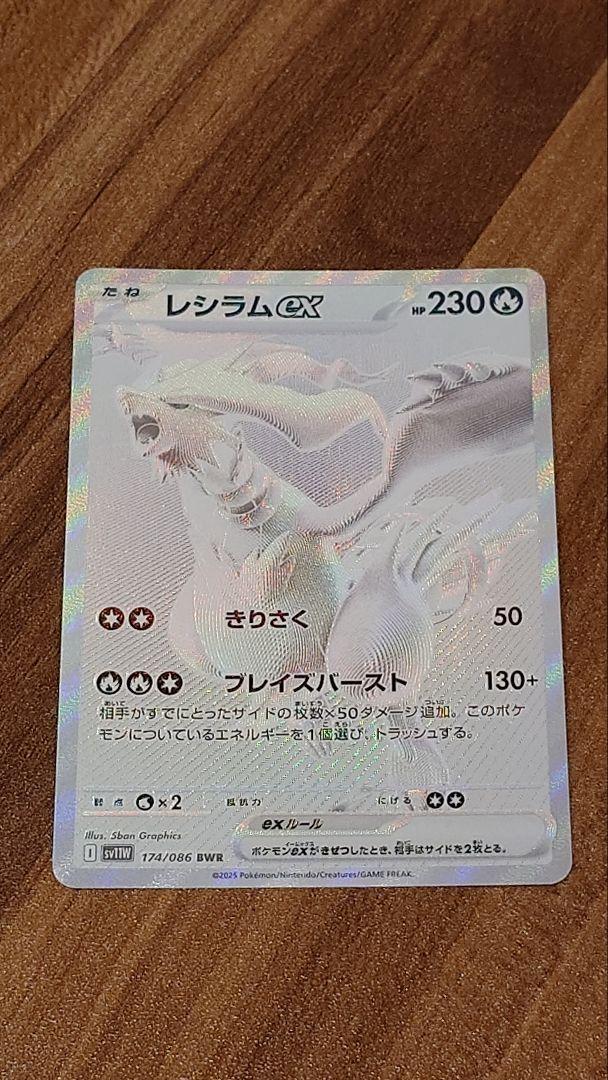 たね
レシラムex HP230
きりさく 50
ブレイズバースト 130+
相手がすでにとったサイドの枚数×50ダメージ追加。このポケ
モンについているエネルギーを1個選び、トラッシュする。
弱点 ×2 抵抗力 にげる
exルール
Illus. 5ban Graphics
ポケモンexがきぜつしたとき、相手はサイドを2枚とる。
I SV11W 174/086 BWR
©2025 Pokémon/Nintendo/Creatures/GAME FREAK.